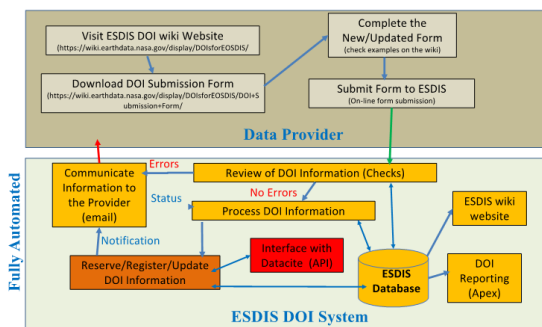 Visit ESDIS DOI wiki Website
(https://wiki.earthdata.nasa.gov/display/DOIsforEOSDIS/
Complete the
New/Updated Form
(check examples on the wiki)
Download DOI Submission Form
(https://wiki.earthdata.nasa.gov/display/DOIsforEOSDIS/DOI+S
ubmission+Form/
Submit Form to ESDIS
(On-line form submission)
Data Provider
Fully Automated
Communicate
Information to
the Provider
(email)
Errors
Review of DOI Information (Checks)
No Errors
Status
Process DOI Information
ESDIS wiki
website
Notification
Reserve/Register/Update
DOI Information
Interface with
Datacite (API)
ESDIS
Database
DOI
Reporting
(Apex)
ESDIS DOI System